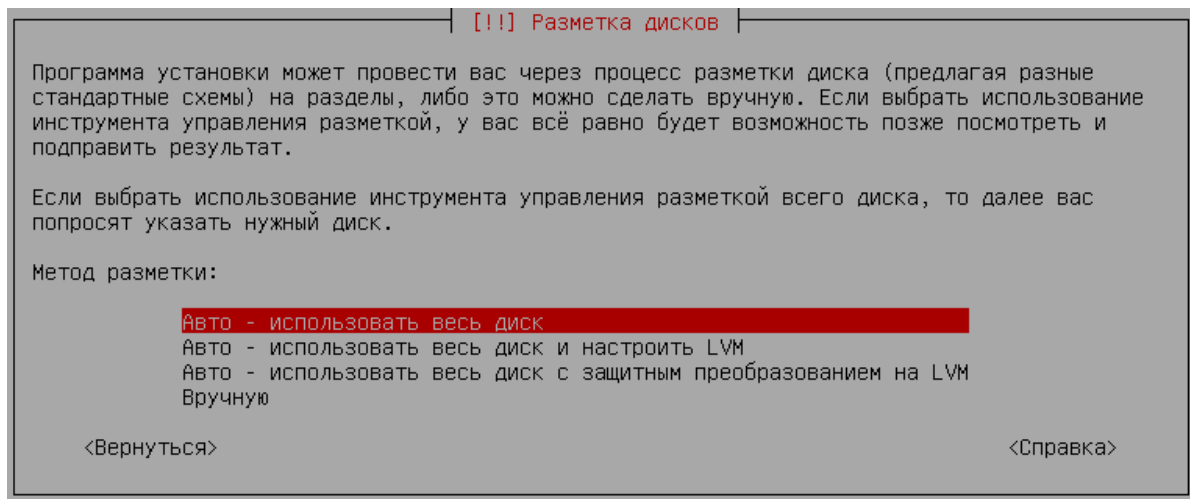 [!!] Разметка дисков
Программа установки может провести вас через процесс разметки диска (предлагая разные
стандартные схемы) на разделы, либо это можно сделать вручную. Если выбрать использование
инструмента управления разметкой, у вас всё равно будет возможность позже посмотреть и
подправить результат.
Если выбрать использование инструмента управления разметкой всего диска, то далее вас
попросят указать нужный диск.
Метод разметки:
Авто - использовать весь диск
Авто - использовать весь диск и настроить LVM
Авто - использовать весь диск с защитным преобразованием на LVM
Вручную
<Вернуться> <Справка>